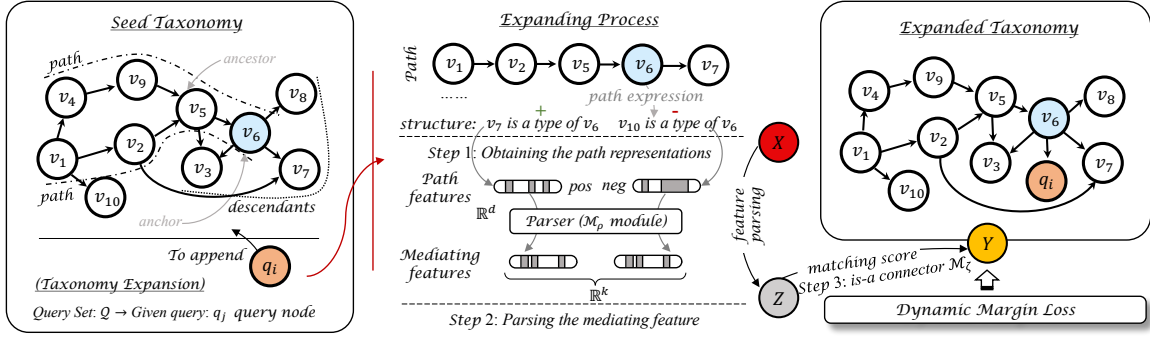 Seed Taxonomy
path
ancestor
v4
v9
v5
v8
v6
v1
v2
v3
v7
v10
path
descendants
anchor
To append
qi
(Taxonomy Expansion)
Query Set: Q → Given query: qj query node
Expanding Process
Path
v1
v2
v5
v6
v7
......
path expression
+
-
structure: v7 is a type of v6 v10 is a type of v6
Step 1: Obtaining the path representations
Path features
pos neg
ℝd
Parser (Mρ module)
Mediating features
ℝk
Step 2: Parsing the mediating feature
X
feature parsing
Z
matching score
Step 3: is-a connector Mζ
Y
Expanded Taxonomy
v4
v9
v5
v8
v6
v1
v2
v3
v7
v10
qi
Dynamic Margin Loss